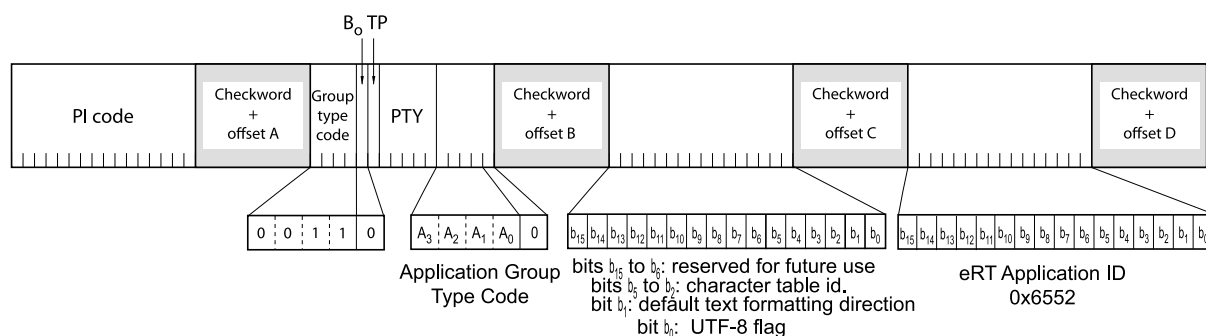 B₀ TP
PI code
Checkword + offset A
Group type code
PTY
Checkword + offset B
Checkword + offset C
Checkword + offset D
0 0 1 1 0
A₃ A₂ A₁ A₀ 0
b₁₅ b₁₄ b₁₃ b₁₂ b₁₁ b₁₀ b₉ b₈ b₇ b₆ b₅ b₄ b₃ b₂ b₁ b₀
b₁₅ b₁₄ b₁₃ b₁₂ b₁₁ b₁₀ b₉ b₈ b₇ b₆ b₅ b₄ b₃ b₂ b₁ b₀
Application Group
Type Code
bits b₁₅ to b₆: reserved for future use
bits b₅ to b₂: character table id.
bit b₁: default text formatting direction
bit b₀: UTF-8 flag
eRT Application ID
0x6552